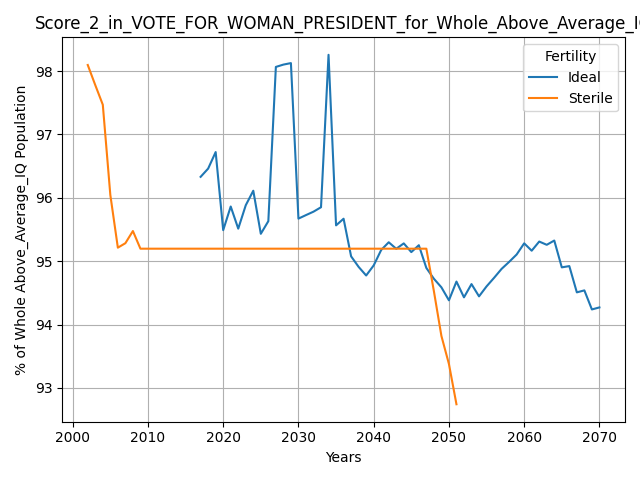 Score_2_in_VOTE_FOR_WOMAN_PRESIDENT_for_Whole_Above_Average_I
Fertility
Ideal
Sterile
% of Whole Above_Average_IQ Population
98
97
96
95
94
93
2000 2010 2020 2030 2040 2050 2060 2070
Years